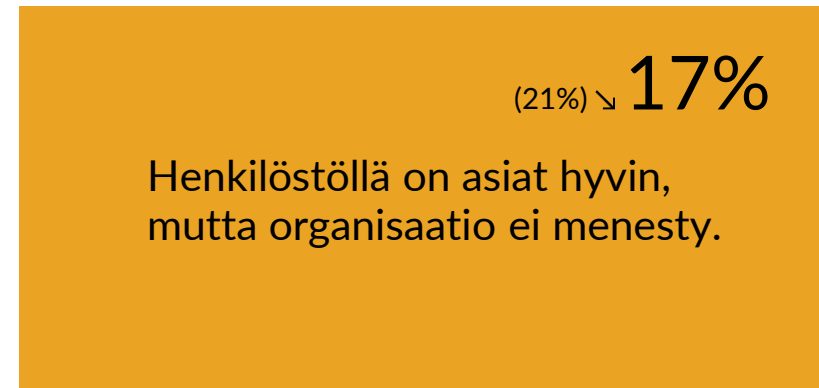 (21%) ↘ 17%
Henkilöstöllä on asiat hyvin,
mutta organisaatio ei menesty.